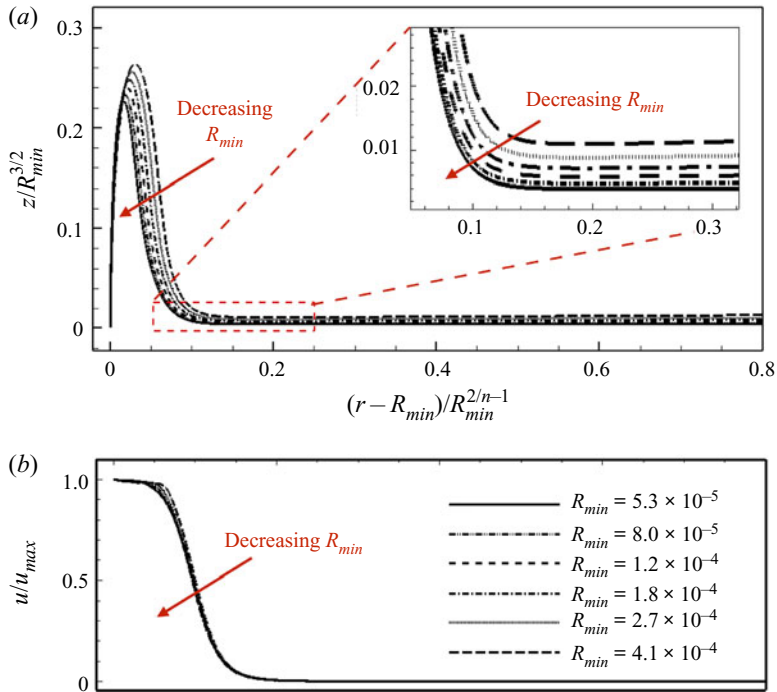 (a)
0.3
0.2
0.1
0
z/R_min^{3/2}
Decreasing
R_min
0.02
0.01
Decreasing R_min
0.1
0.2
0.3
0
0.2
0.4
0.6
0.8
(r – R_min)/R_min^{2/n–1}
(b)
1.0
0.5
0
u/u_max
Decreasing R_min
R_min = 5.3 × 10^{–5}
R_min = 8.0 × 10^{–5}
R_min = 1.2 × 10^{–4}
R_min = 1.8 × 10^{–4}
R_min = 2.7 × 10^{–4}
R_min = 4.1 × 10^{–4}